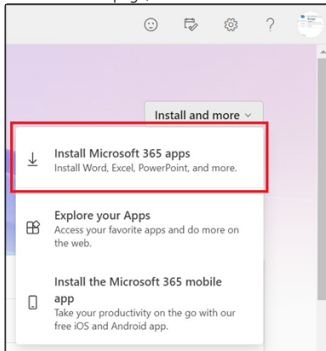 Install and more
Install Microsoft 365 apps
Install Word, Excel, PowerPoint, and more.
Explore your Apps
Access your favorite apps and do more on
the web.
Install the Microsoft 365 mobile
app
Take your productivity on the go with our
free iOS and Android app.